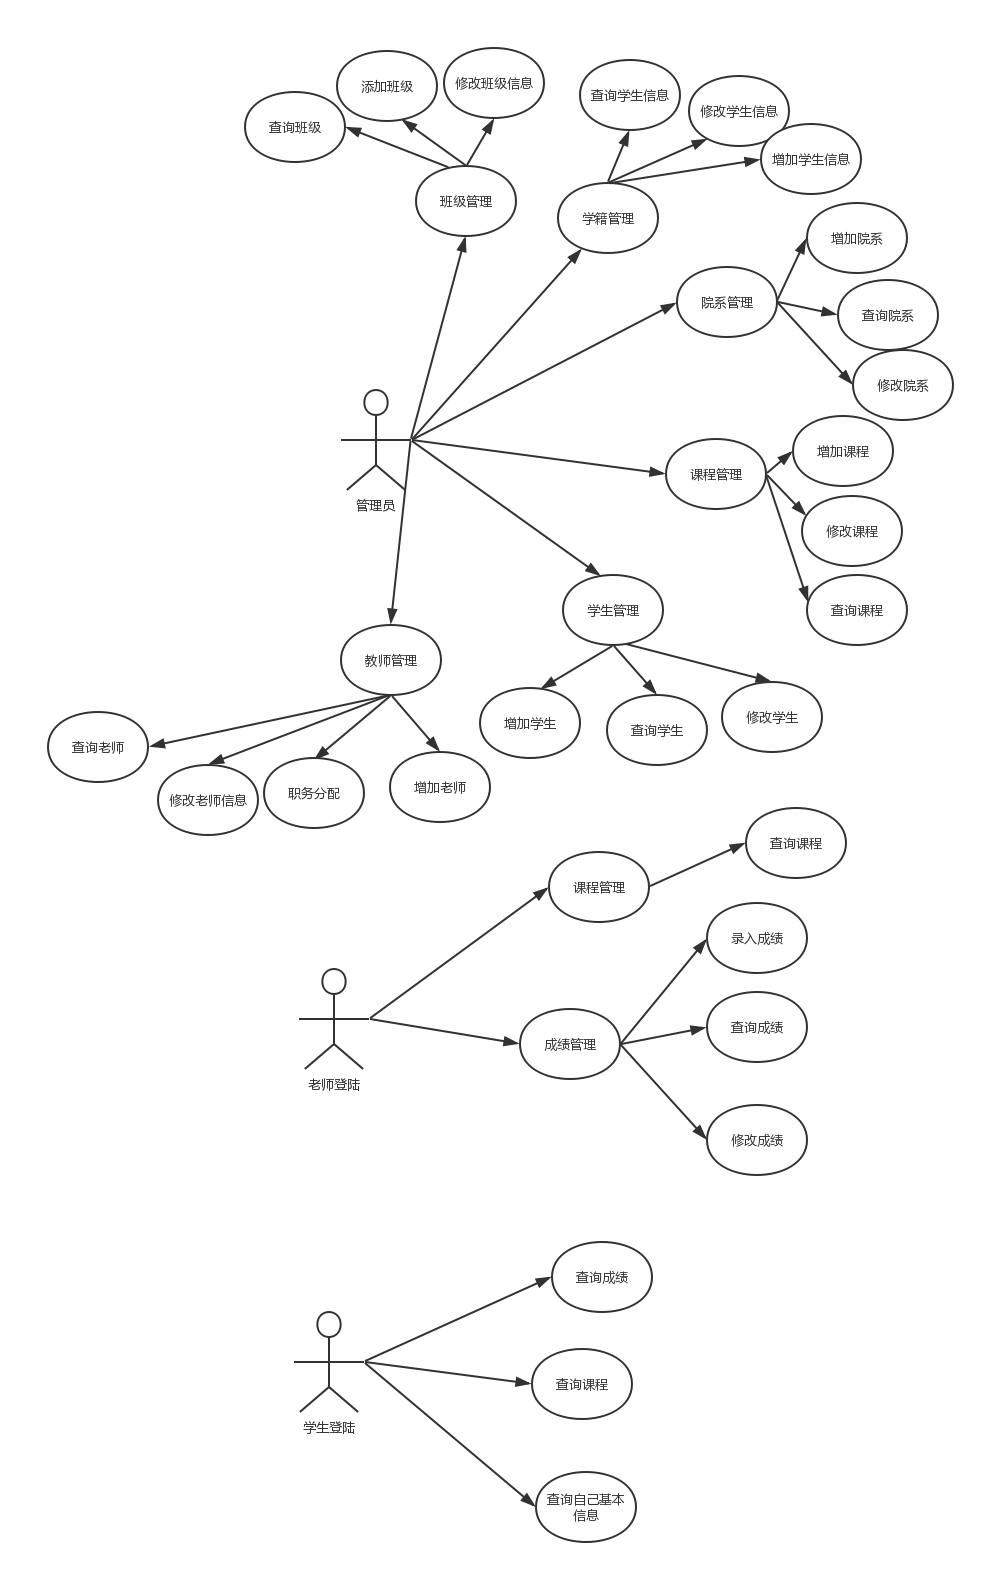 修改班级信息
添加班级
查询班级
查询学生信息
修改学生信息
增加学生信息
班级管理
学籍管理
增加院系
院系管理
查询院系
修改院系
管理员
增加课程
课程管理
修改课程
查询课程
学生管理
教师管理
增加学生
查询学生
修改学生
查询老师
修改老师信息
职务分配
增加老师
查询课程
课程管理
录入成绩
老师登陆
成绩管理
查询成绩
修改成绩
查询成绩
学生登陆
查询课程
查询自己基本
信息